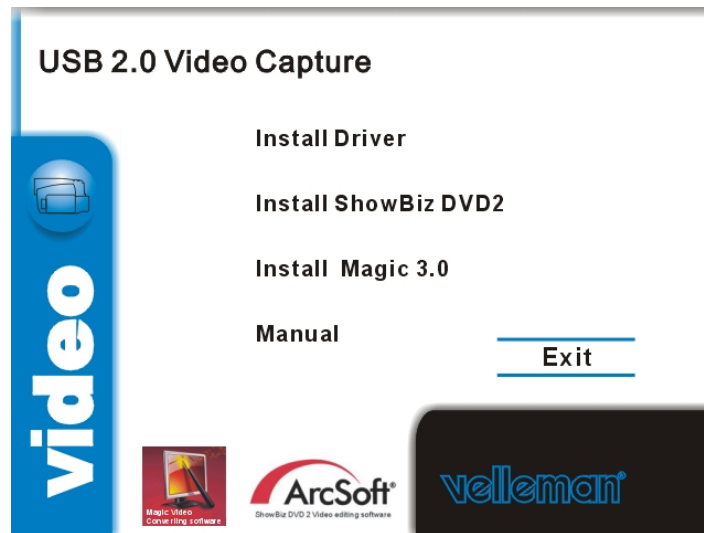 USB 2.0 Video Capture
Install Driver
Install ShowBiz DVD2
Install Magic 3.0
Manual
Exit
video
Magic Video
Converting software
ArcSoft®
ShowBiz DVD 2 Video editing software
velleman®